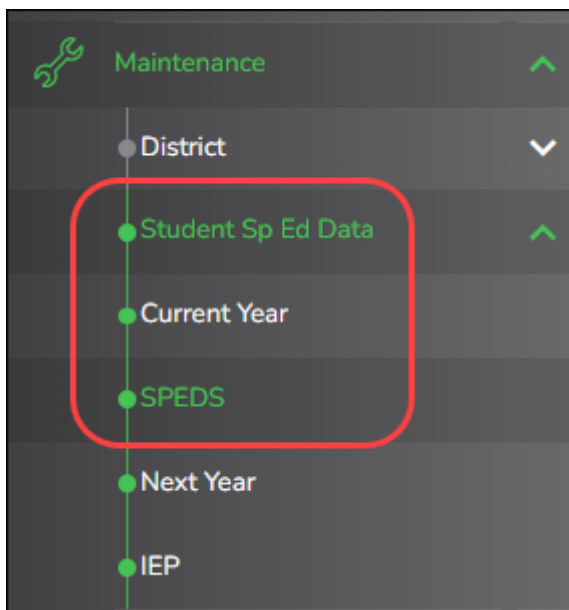 Maintenance
District
Student Sp Ed Data
Current Year
SPEDS
Next Year
IEP